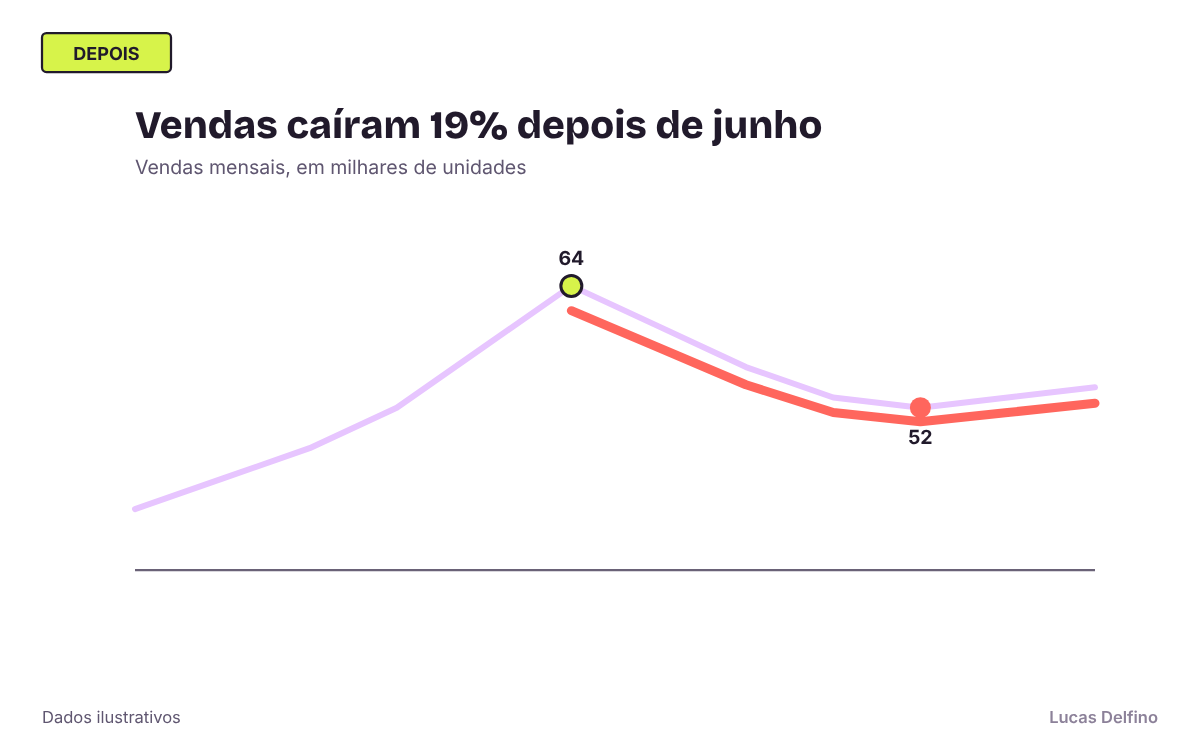 DEPOIS
Vendas caíram 19% depois de junho
Vendas mensais, em milhares de unidades
64
52
Dados ilustrativos
Lucas Delfino